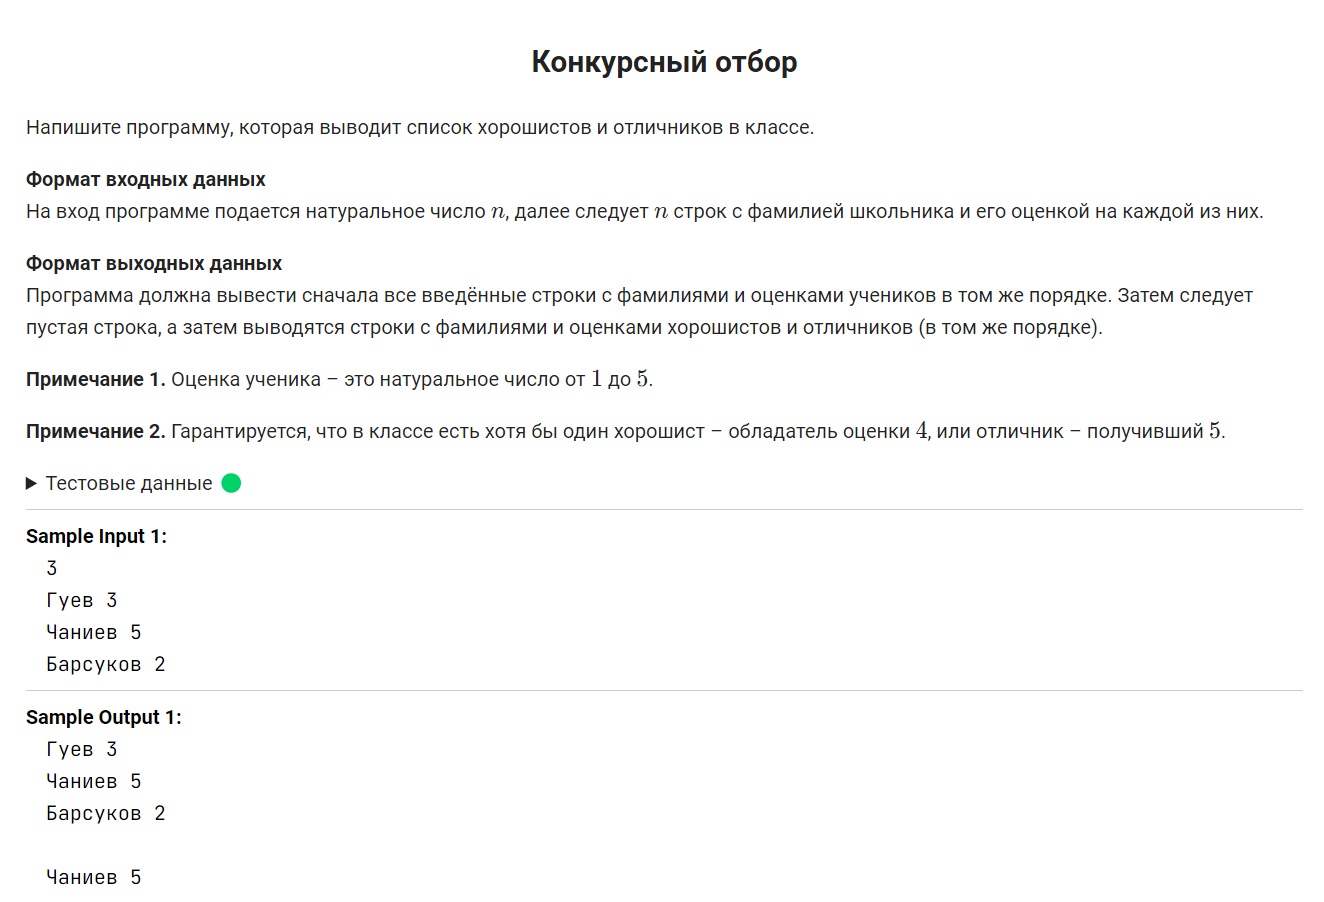 Конкурсный отбор
Напишите программу, которая выводит список хорошистов и отличников в классе.
Формат входных данных
На вход программе подается натуральное число n, далее следует n строк с фамилией школьника и его оценкой на каждой из них.
Формат выходных данных
Программа должна вывести сначала все введённые строки с фамилиями и оценками учеников в том же порядке. Затем следует
пустая строка, а затем выводятся строки с фамилиями и оценками хорошистов и отличников (в том же порядке).
Примечание 1. Оценка ученика – это натуральное число от 1 до 5.
Примечание 2. Гарантируется, что в классе есть хотя бы один хорошист – обладатель оценки 4, или отличник – получивший 5.
Тестовые данные
Sample Input 1:
3
Гуев 3
Чаниев 5
Барсуков 2
Sample Output 1:
Гуев 3
Чаниев 5
Барсуков 2
Чаниев 5